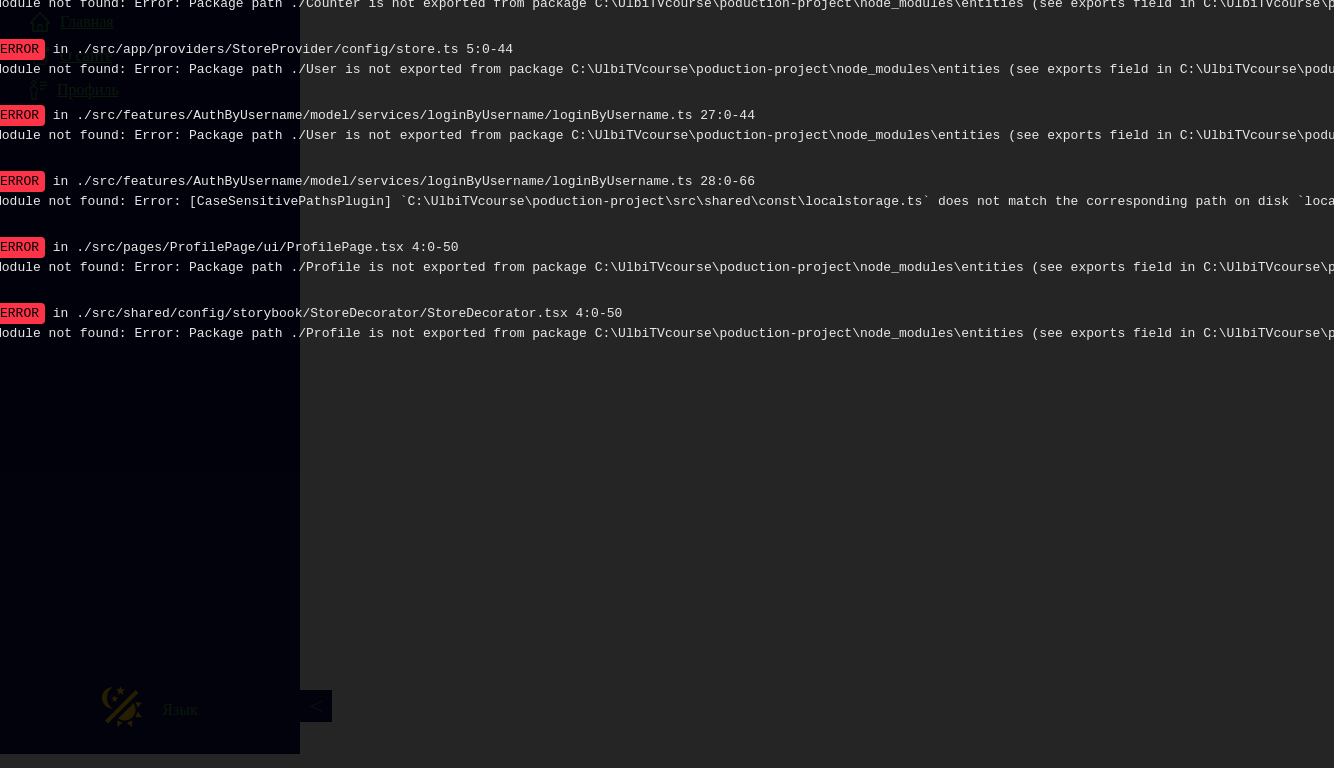 Module not found: Error: Package path ./Counter is not exported from package C:\UlbiTVcourse\poduction-project\node_modules\entities (see exports field in C:\UlbiTVcourse\p
Главная
ERROR in ./src/app/providers/StoreProvider/config/store.ts 5:0-44
Module not found: Error: Package path ./User is not exported from package C:\UlbiTVcourse\poduction-project\node_modules\entities (see exports field in C:\UlbiTVcourse\podu
Профиль
ERROR in ./src/features/AuthByUsername/model/services/loginByUsername/loginByUsername.ts 27:0-44
Module not found: Error: Package path ./User is not exported from package C:\UlbiTVcourse\poduction-project\node_modules\entities (see exports field in C:\UlbiTVcourse\podu
ERROR in ./src/features/AuthByUsername/model/services/loginByUsername/loginByUsername.ts 28:0-66
Module not found: Error: [CaseSensitivePathsPlugin] `C:\UlbiTVcourse\poduction-project\src\shared\const\localstorage.ts` does not match the corresponding path on disk `loca
ERROR in ./src/pages/ProfilePage/ui/ProfilePage.tsx 4:0-50
Module not found: Error: Package path ./Profile is not exported from package C:\UlbiTVcourse\poduction-project\node_modules\entities (see exports field in C:\UlbiTVcourse\p
ERROR in ./src/shared/config/storybook/StoreDecorator/StoreDecorator.tsx 4:0-50
Module not found: Error: Package path ./Profile is not exported from package C:\UlbiTVcourse\poduction-project\node_modules\entities (see exports field in C:\UlbiTVcourse\p
Язык
<